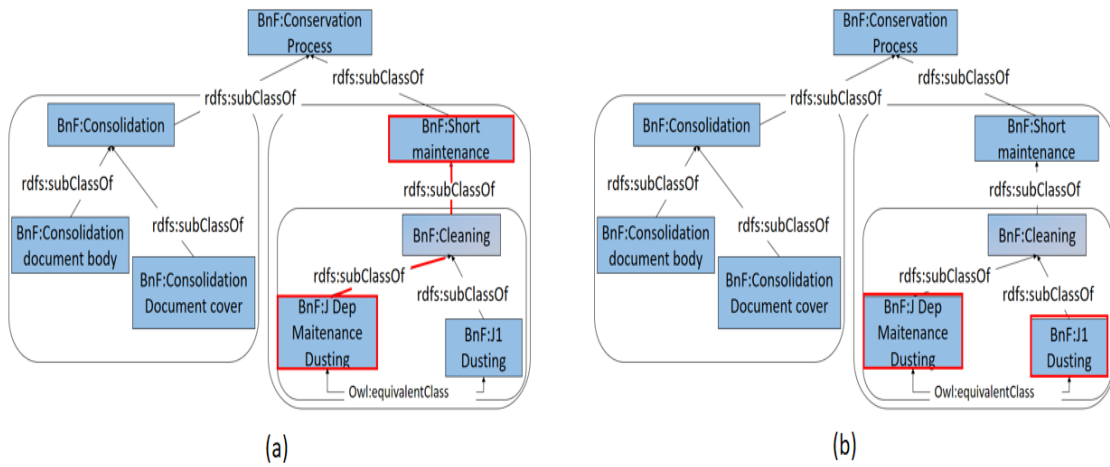 BnF:Conservation
Process
rdfs:subClassOf
rdfs:subClassOf
BnF:Consolidation
BnF:Short
maintenance
rdfs:subClassOf
rdfs:subClassOf
rdfs:subClassOf
BnF:Consolidation
document body
BnF:Cleaning
BnF:Consolidation
Document cover
rdfs:subClassOf
rdfs:subClassOf
BnF:J Dep
Maitenance
Dusting
BnF:J1
Dusting
Owl:equivalentClass
(a)
BnF:Conservation
Process
rdfs:subClassOf
rdfs:subClassOf
BnF:Consolidation
BnF:Short
maintenance
rdfs:subClassOf
rdfs:subClassOf
rdfs:subClassOf
BnF:Consolidation
document body
BnF:Cleaning
BnF:Consolidation
Document cover
rdfs:subClassOf
rdfs:subClassOf
BnF:J Dep
Maitenance
Dusting
BnF:J1
Dusting
Owl:equivalentClass
(b)